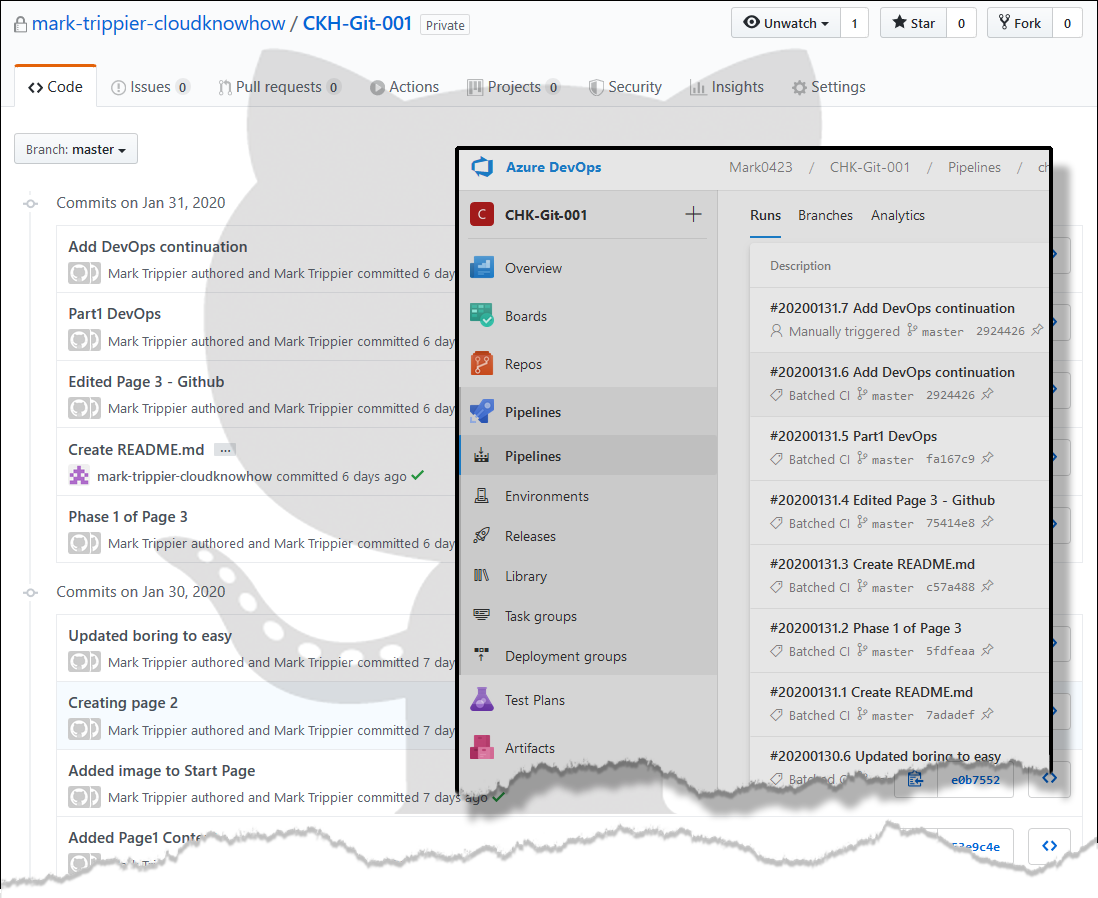 mark-trippier-cloudknowhow / CKH-Git-001 Private
Unwatch 1 Star 0 Fork 0
Code Issues 0 Pull requests 0 Actions Projects 0 Security Insights Settings
Branch: master
Commits on Jan 31, 2020
Add DevOps continuation
Mark Trippier authored and Mark Trippier committed 6 day
Part1 DevOps
Mark Trippier authored and Mark Trippier committed 6 day
Edited Page 3 - Github
Mark Trippier authored and Mark Trippier committed 6 day
Create README.md ...
mark-trippier-cloudknowhow committed 6 days ago
Phase 1 of Page 3
Mark Trippier authored and Mark Trippier committed 6 day
Commits on Jan 30, 2020
Updated boring to easy
Mark Trippier authored and Mark Trippier committed 7 day
Creating page 2
Mark Trippier authored and Mark Trippier committed 7 day
Added image to Start Page
Mark Trippier authored and Mark Trippier committed 7 days ago
e0b7552
Added Page1
Azure DevOps
Mark0423 / CHK-Git-001 / Pipelines / ch
C CHK-Git-001
Overview
Boards
Repos
Pipelines
Pipelines
Environments
Releases
Library
Task groups
Deployment groups
Test Plans
Artifacts
Runs Branches Analytics
Description
#20200131.7 Add DevOps continuation
Manually triggered master 2924426
#20200131.6 Add DevOps continuation
Batched CI master 2924426
#20200131.5 Part1 DevOps
Batched CI master fa167c9
#20200131.4 Edited Page 3 - Github
Batched CI master 75414e8
#20200131.3 Create README.md
Batched CI master c57a488
#20200131.2 Phase 1 of Page 3
Batched CI master 5fdfeaa
#20200131.1 Create README.md
Batched CI master 7adadef
#20200130.6 Updated boring to easy
Batched